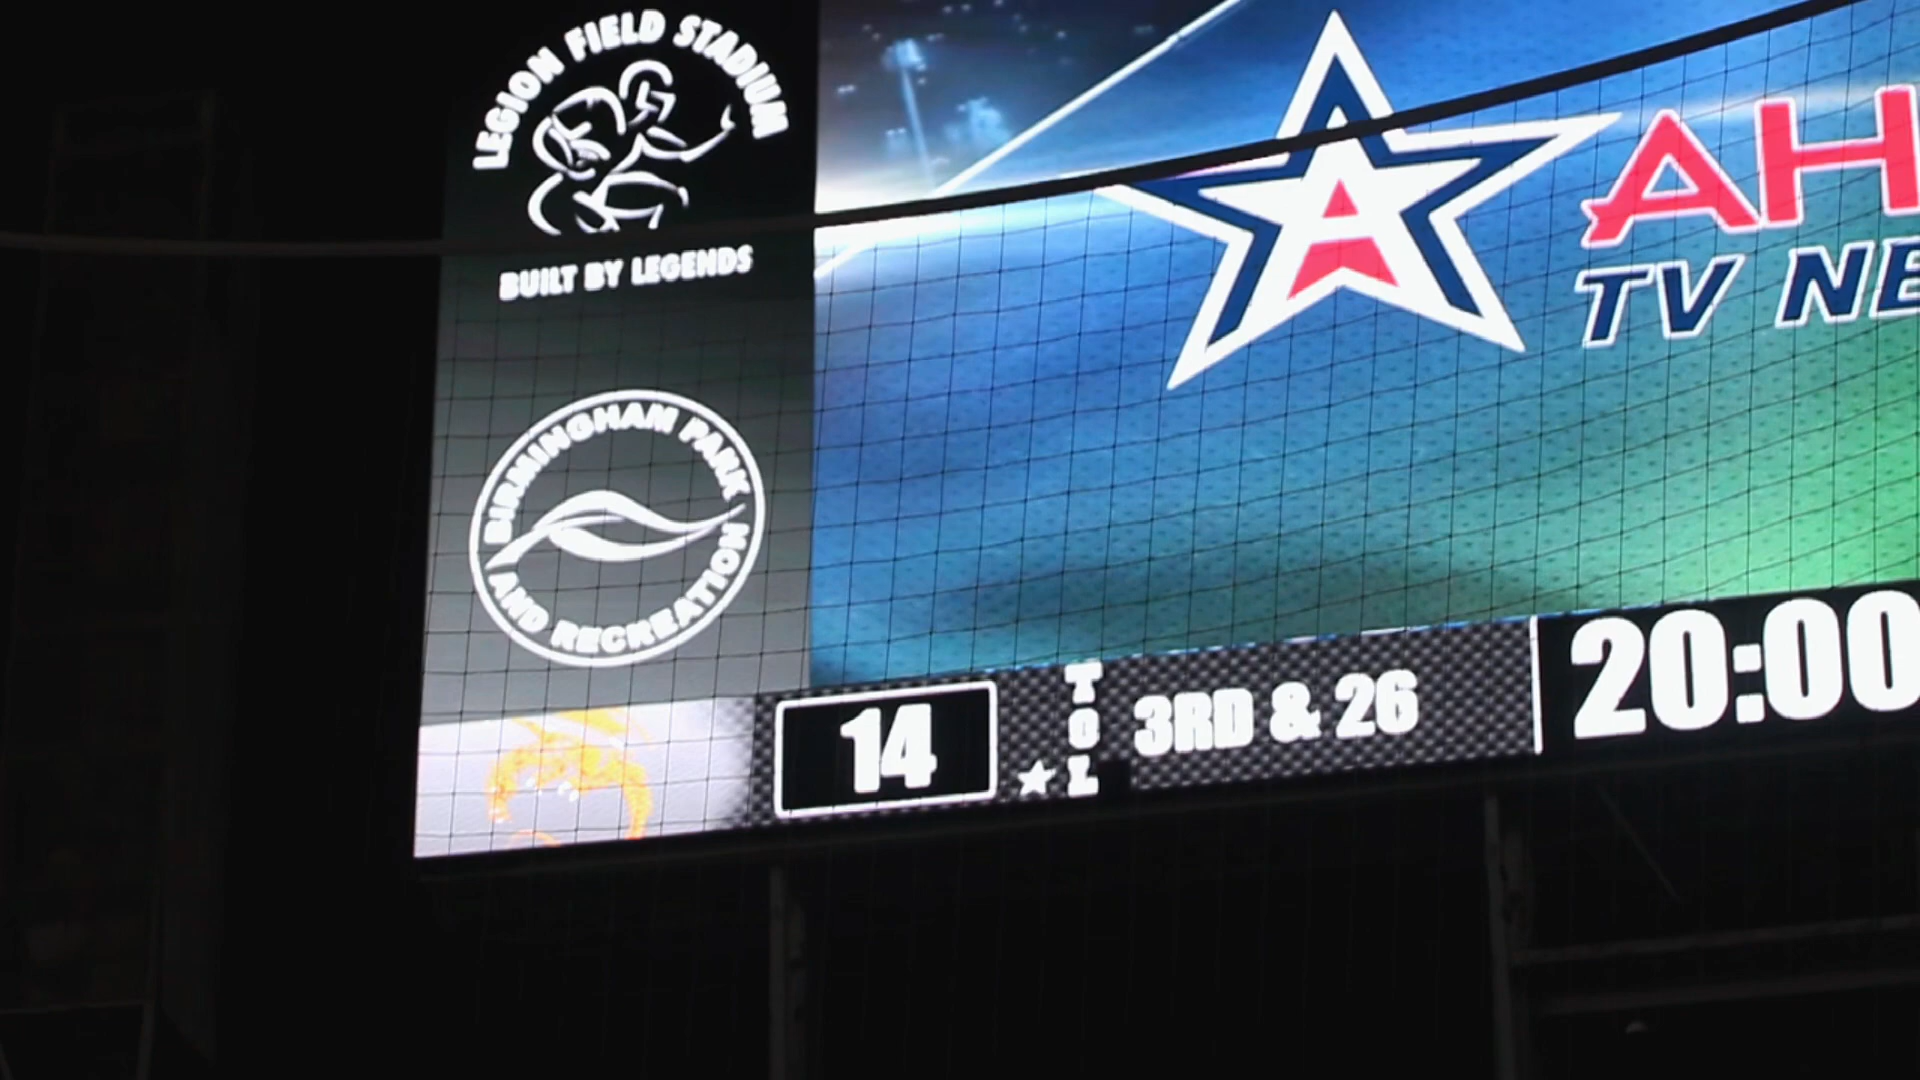 LEGION FIELD STADIUM
BUILT BY LEGENDS
BIRMINGHAM PARK
AND RECREATION
A
AH
TV NE
14
TOL
3RD & 26
20:00